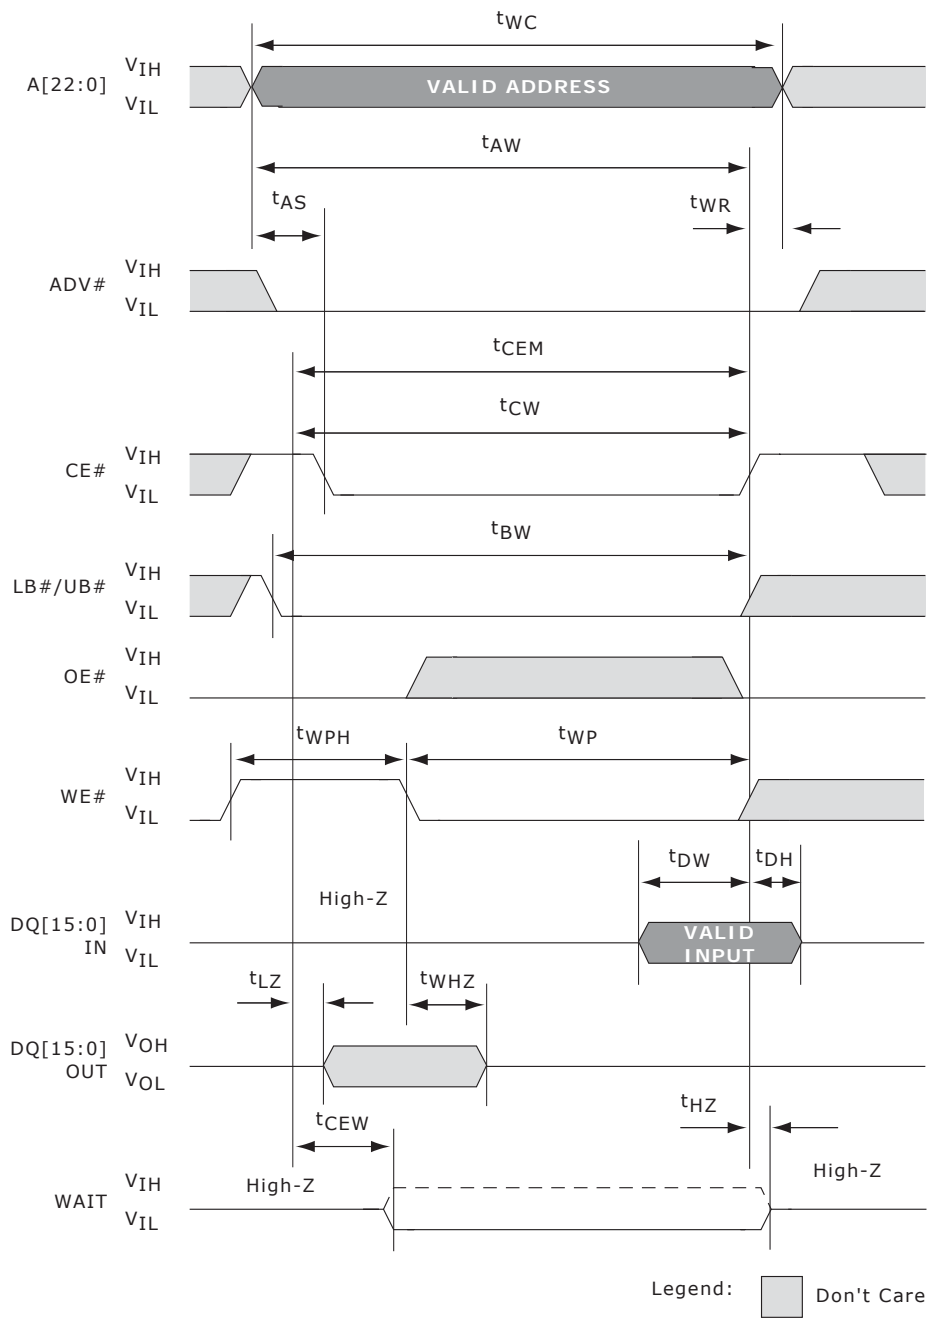 tWC
A[22:0] VIH VALID ADDRESS
VIL
tAW
tAS tWR
ADV# VIH
VIL
tCEM
tCW
CE# VIH
VIL
tBW
LB#/UB# VIH
VIL
OE# VIH
VIL
tWPH tWP
WE# VIH
VIL
tDW tDH
High-Z
DQ[15:0] VIH VALID
IN VIL INPUT
tLZ tWHZ
DQ[15:0] VOH
OUT VOL
tCEW tHZ
WAIT VIH High-Z High-Z
VIL
Legend: Don't Care